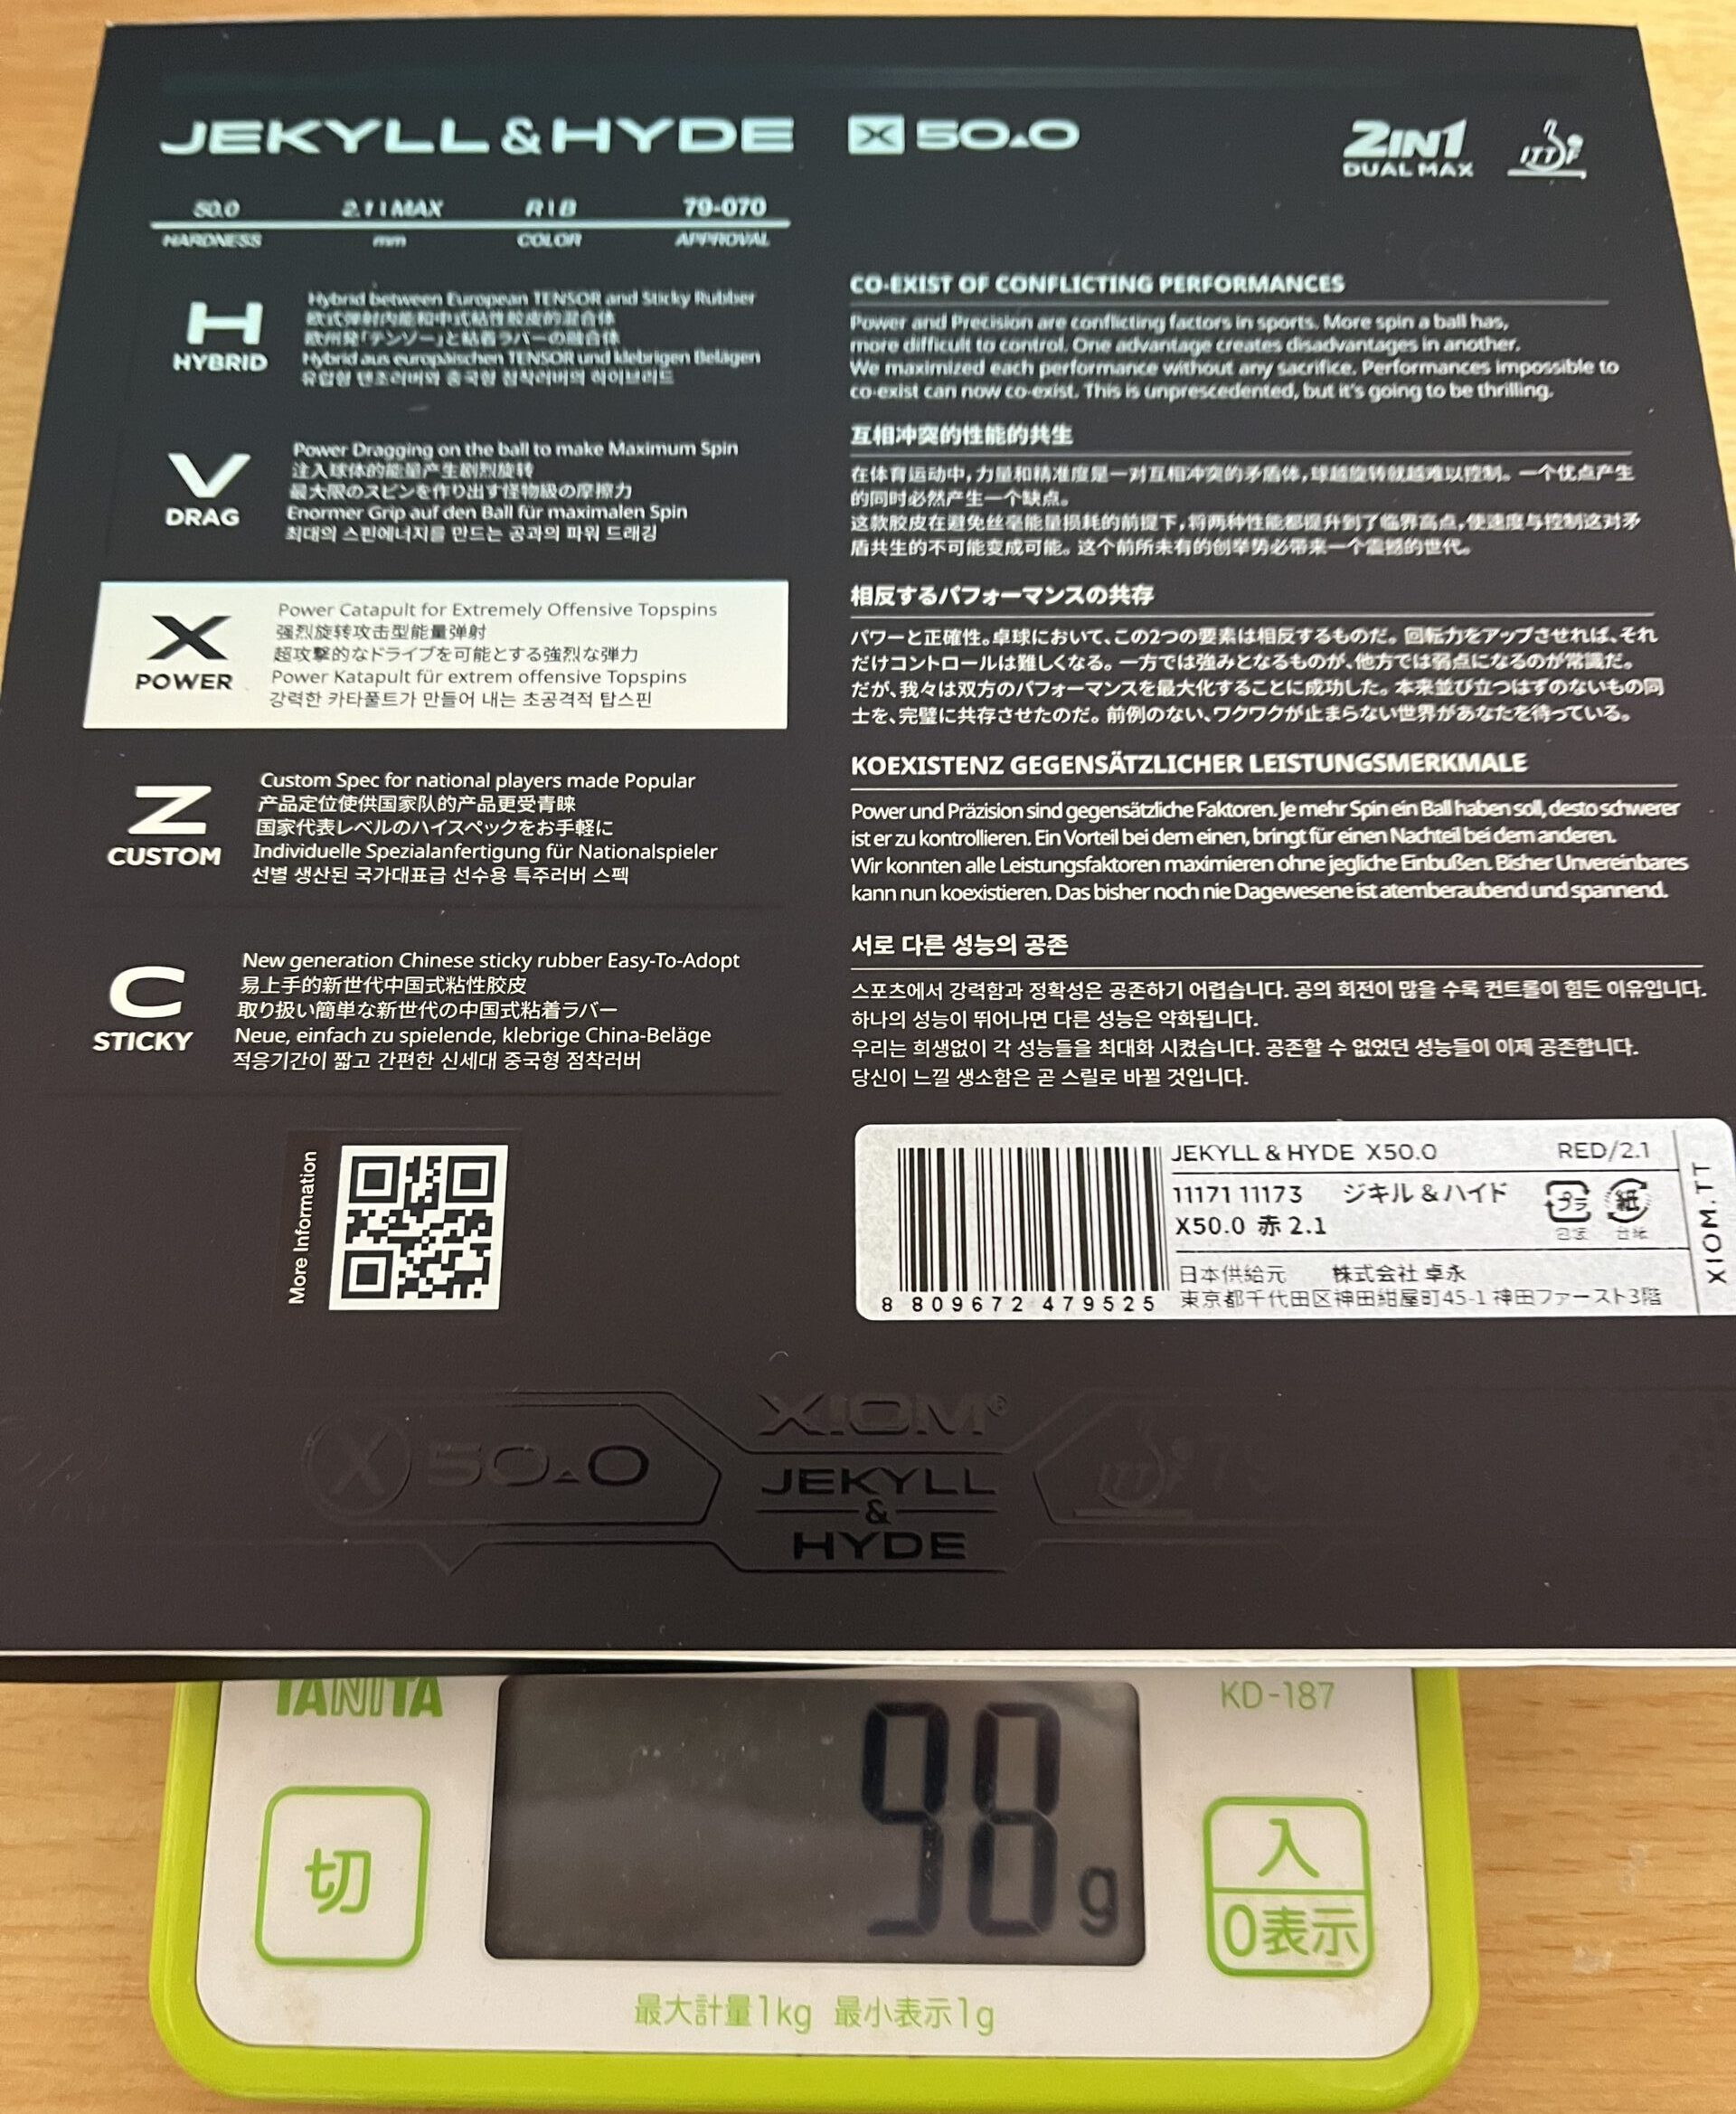 JEKYLL & HYDE X 50.0
2IN1
DUAL MAX
ITTF
50.0 2.1 | MAX R | B 79-070
HARDNESS mm COLOR APPROVAL
H
HYBRID
Hybrid between European TENSOR and Sticky Rubber
欧式弹射内能和中式粘性胶皮的混合体
欧州発「テンソー」と粘着ラバーの融合体
Hybrid aus europäischen TENSOR und klebrigen Belägen
유럽형 텐조러버와 중국형 점착러버의 하이브리드
V
DRAG
Power Dragging on the ball to make Maximum Spin
注入球体的能量产生剧烈旋转
最大限のスピンを作り出す怪物級の摩擦力
Enormer Grip auf den Ball für maximalen Spin
최대의 스핀에너지를 만드는 공과의 파워 드래깅
X
POWER
Power Catapult for Extremely Offensive Topspins
强烈旋转攻击型能量弹射
超攻撃的なドライブを可能とする強烈な弾力
Power Katapult für extrem offensive Topspins
강력한 카타풀트가 만들어 내는 초공격적 탑스핀
Z
CUSTOM
Custom Spec for national players made Popular
产品定位使供国家队的产品更受青睐
国家代表レベルのハイスペックをお手軽に
Individuelle Spezialanfertigung für Nationalspieler
선별 생산된 국가대표급 선수용 특주러버 스펙
C
STICKY
New generation Chinese sticky rubber Easy-To-Adopt
易上手的新世代中国式粘性胶皮
取り扱い簡単な新世代の中国式粘着ラバー
Neue, einfach zu spielende, klebrige China-Beläge
적응기간이 짧고 간편한 신세대 중국형 점착러버
More Information
CO-EXIST OF CONFLICTING PERFORMANCES
Power and Precision are conflicting factors in sports. More spin a ball has,
more difficult to control. One advantage creates disadvantages in another.
We maximized each performance without any sacrifice. Performances impossible to
co-exist can now co-exist. This is unprescedented, but it's going to be thrilling.
互相冲突的性能的共生
在体育运动中,力量和精准度是一对互相冲突的矛盾体,球越旋转就越难以控制。一个优点产生
的同时必然产生一个缺点。
这款胶皮在避免丝毫能量损耗的前提下,将两种性能都提升到了临界高点,使速度与控制这对矛
盾共生的不可能变成可能。这个前所未有的创举势必带来一个震撼的世代。
相反するパフォーマンスの共存
パワーと正確性。卓球において、この2つの要素は相反するものだ。回転力をアップさせれば、それ
だけコントロールは難しくなる。一方では強みとなるものが、他方では弱点になるのが常識だ。
だが、我々は双方のパフォーマンスを最大化することに成功した。本来並び立つはずのないもの同
士を、完璧に共存させたのだ。前例のない、ワクワクが止まらない世界があなたを待っている。
KOEXISTENZ GEGENSÄTZLICHER LEISTUNGSMERKMALE
Power und Präzision sind gegensätzliche Faktoren. Je mehr Spin ein Ball haben soll, desto schwerer
ist er zu kontrollieren. Ein Vorteil bei dem einen, bringt für einen Nachteil bei dem anderen.
Wir konnten alle Leistungsfaktoren maximieren ohne jegliche Einbußen. Bisher Unvereinbares
kann nun koexistieren. Das bisher noch nie Dagewesene ist atemberaubend und spannend.
서로 다른 성능의 공존
스포츠에서 강력함과 정확성은 공존하기 어렵습니다. 공의 회전이 많을 수록 컨트롤이 힘든 이유입니다.
하나의 성능이 뛰어나면 다른 성능은 약화됩니다.
우리는 희생없이 각 성능들을 최대화 시켰습니다. 공존할 수 없었던 성능들이 이제 공존합니다.
당신이 느낄 생소함은 곧 스릴로 바뀔 것입니다.
JEKYLL & HYDE X50.0 RED/2.1
11171 11173 ジキル&ハイド
X50.0 赤 2.1
プラ 紙
日本供給元 株式会社 卓永
東京都千代田区神田紺屋町45-1 神田ファースト3階
8 809672 479525
XIOM.TT
XIOM®
X 50.0
JEKYLL
&
HYDE
ITTF 79
TANITA
KD-187
98 g
切
入
0表示
最大計量1kg 最小表示1g